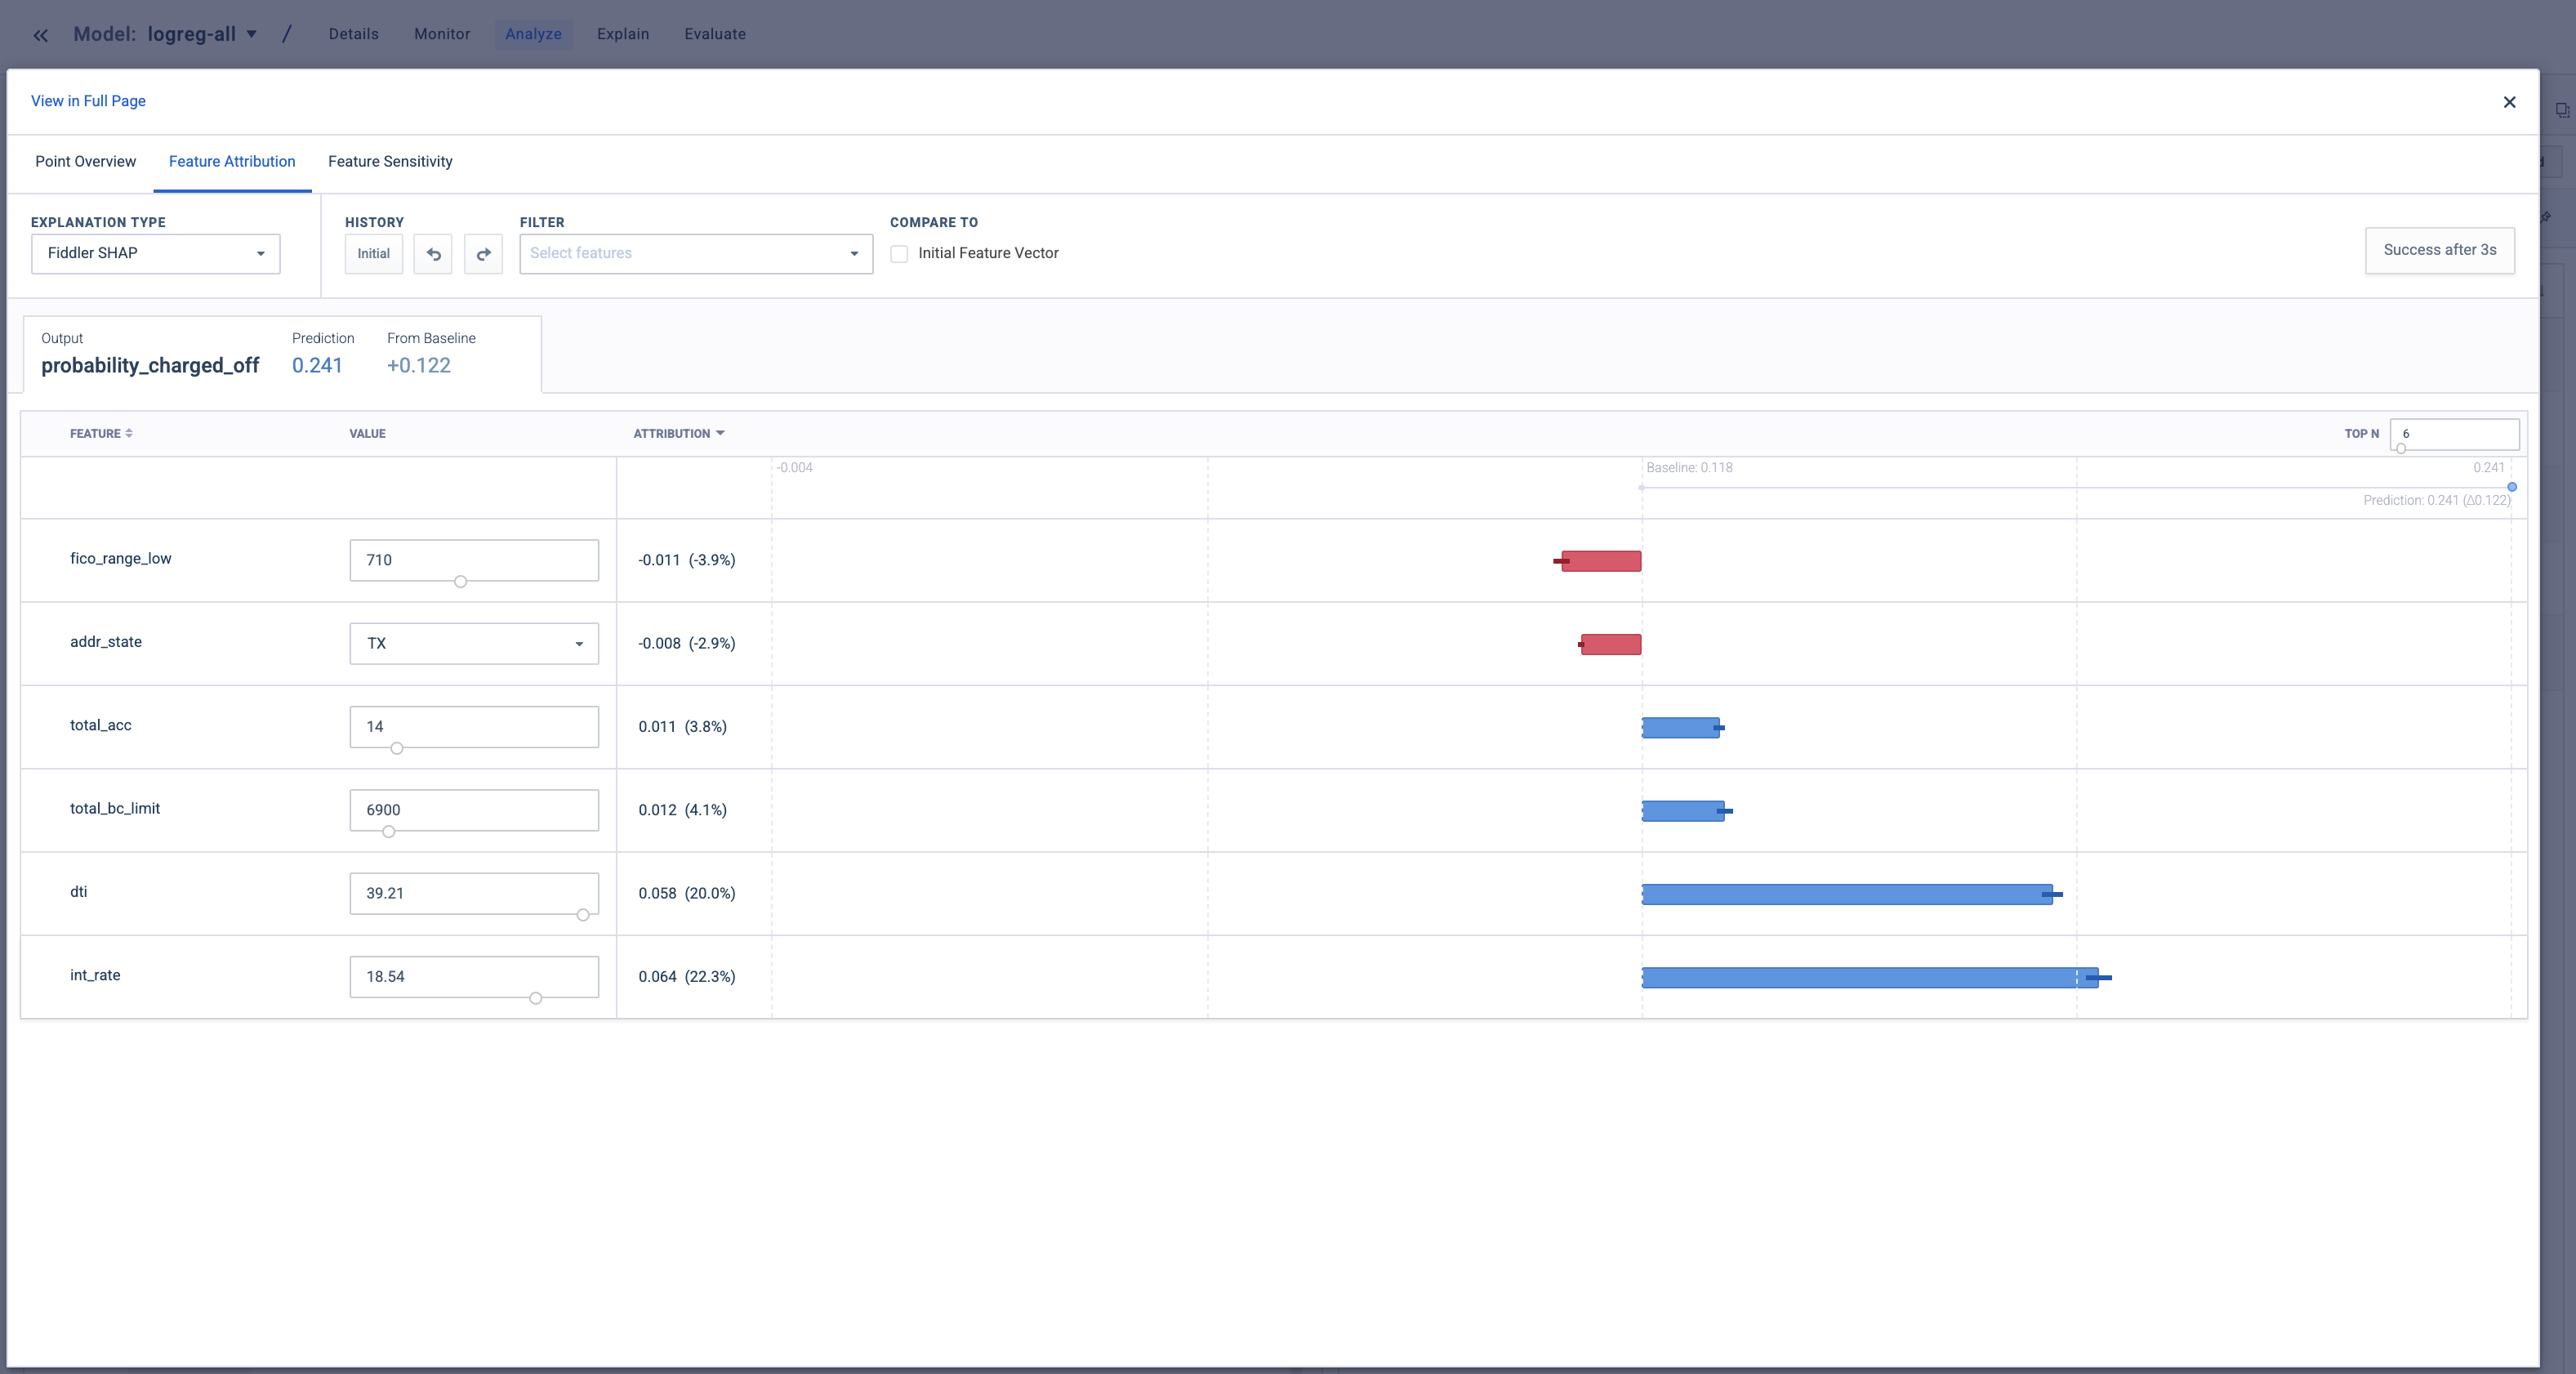 Model: logreg-all / Details Monitor Analyze Explain Evaluate
View in Full Page
Point Overview Feature Attribution Feature Sensitivity
EXPLANATION TYPE HISTORY FILTER COMPARE TO
Fiddler SHAP Initial Select features Initial Feature Vector Success after 3s
Output Prediction From Baseline
probability_charged_off 0.241 +0.122
FEATURE VALUE ATTRIBUTION TOP N 6
-0.004 Baseline: 0.118 0.241
Prediction: 0.241 (Δ0.122)
fico_range_low 710 -0.011 (-3.9%)
addr_state TX -0.008 (-2.9%)
total_acc 14 0.011 (3.8%)
total_bc_limit 6900 0.012 (4.1%)
dti 39.21 0.058 (20.0%)
int_rate 18.54 0.064 (22.3%)